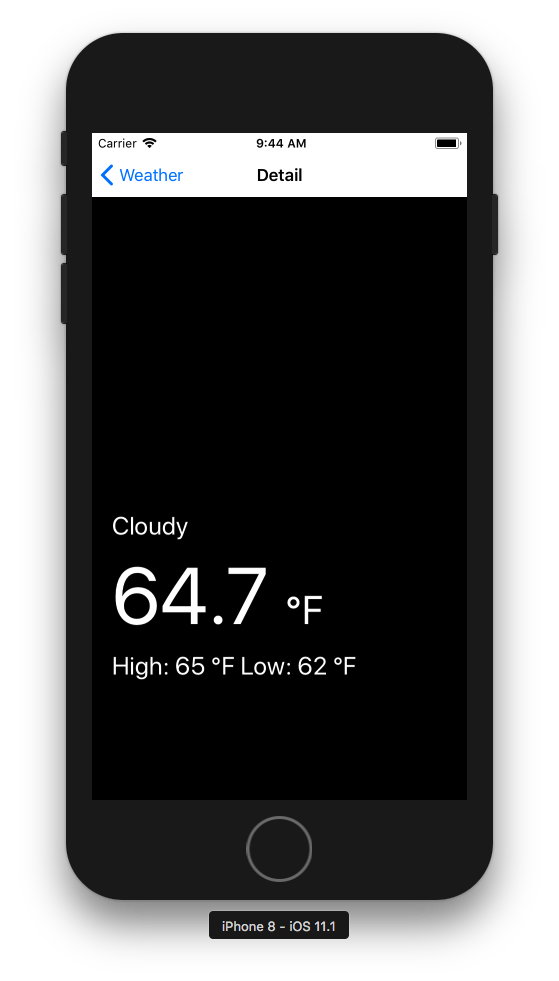 Carrier 9:44 AM
Weather Detail
Cloudy
64.7 °F
High: 65 °F Low: 62 °F
iPhone 8 - iOS 11.1